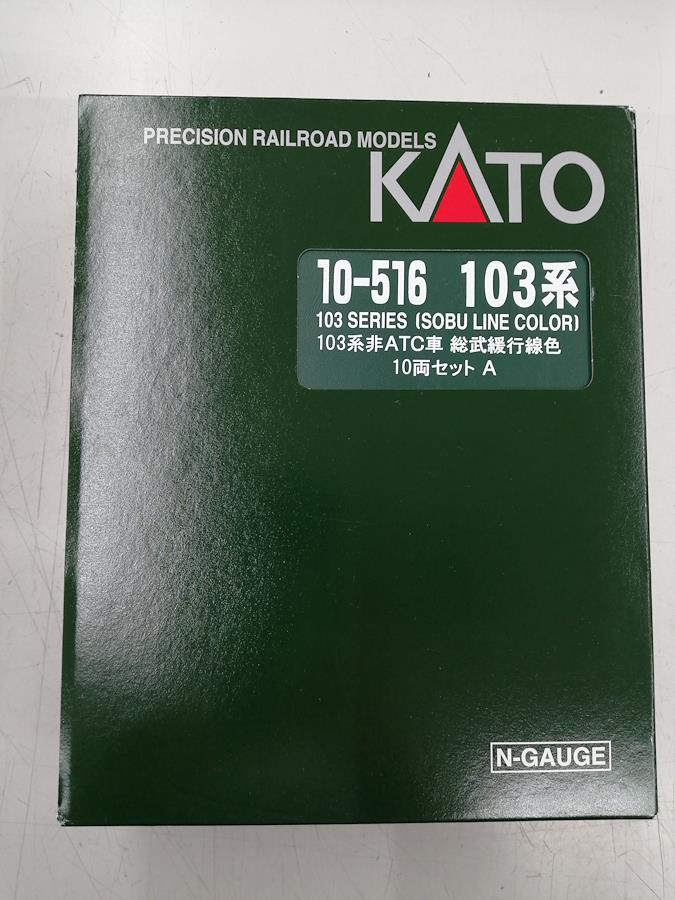 PRECISION RAILROAD MODELS
KATO
10-516 103系
103 SERIES (SOBU LINE COLOR)
103系非ATC車 総武緩行線色
10両セット A
N-GAUGE